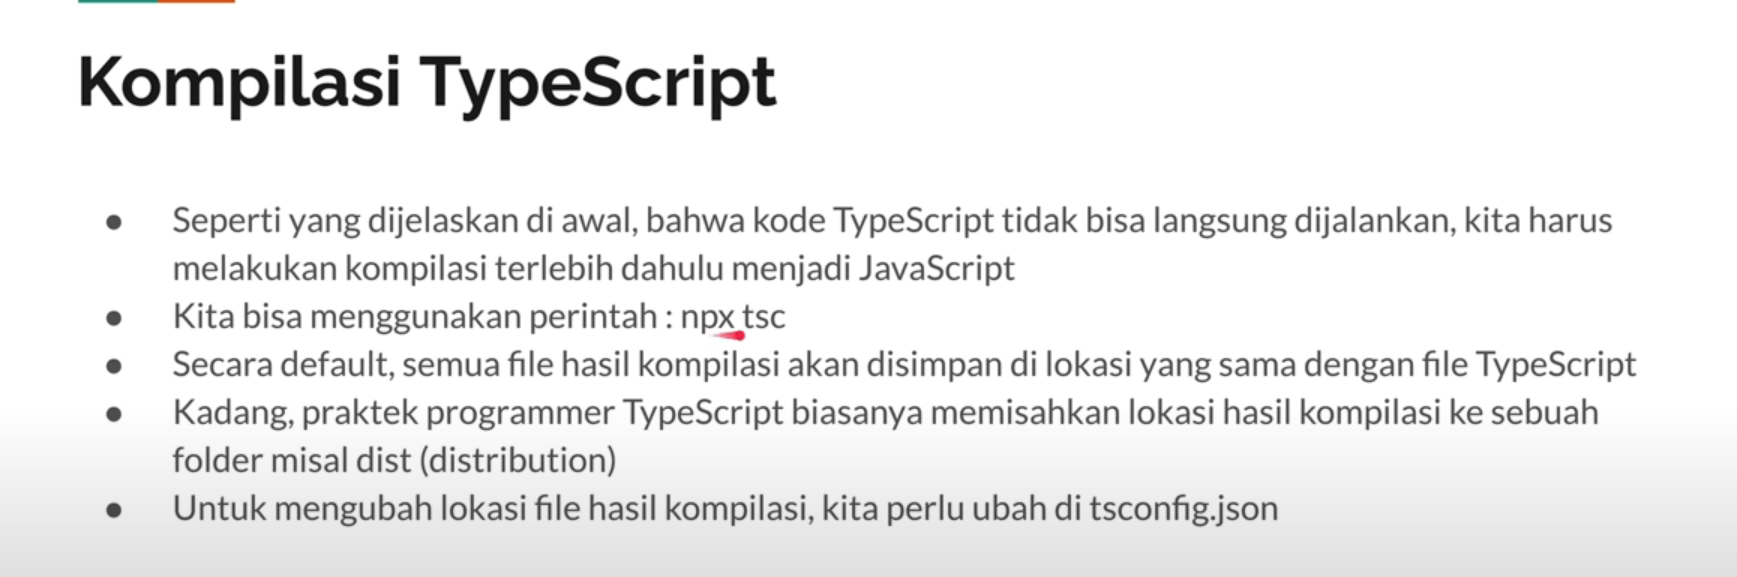 Kompilasi TypeScript
● Seperti yang dijelaskan di awal, bahwa kode TypeScript tidak bisa langsung dijalankan, kita harus
melakukan kompilasi terlebih dahulu menjadi JavaScript
● Kita bisa menggunakan perintah : npx tsc
● Secara default, semua file hasil kompilasi akan disimpan di lokasi yang sama dengan file TypeScript
● Kadang, praktek programmer TypeScript biasanya memisahkan lokasi hasil kompilasi ke sebuah
folder misal dist (distribution)
● Untuk mengubah lokasi file hasil kompilasi, kita perlu ubah di tsconfig.json